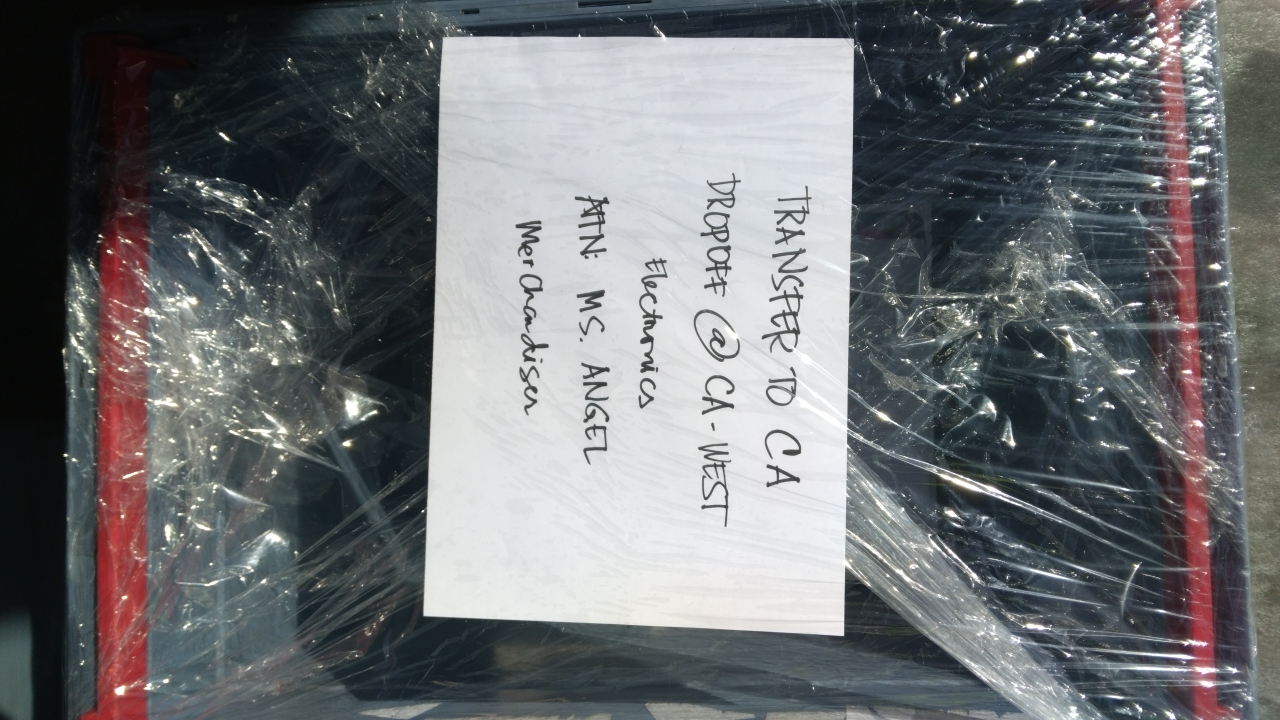 TRANSFER TO CA
DROPOFF @ CA-WEST
Electronics
ATTN: MS. ANGEL
Merchandiser